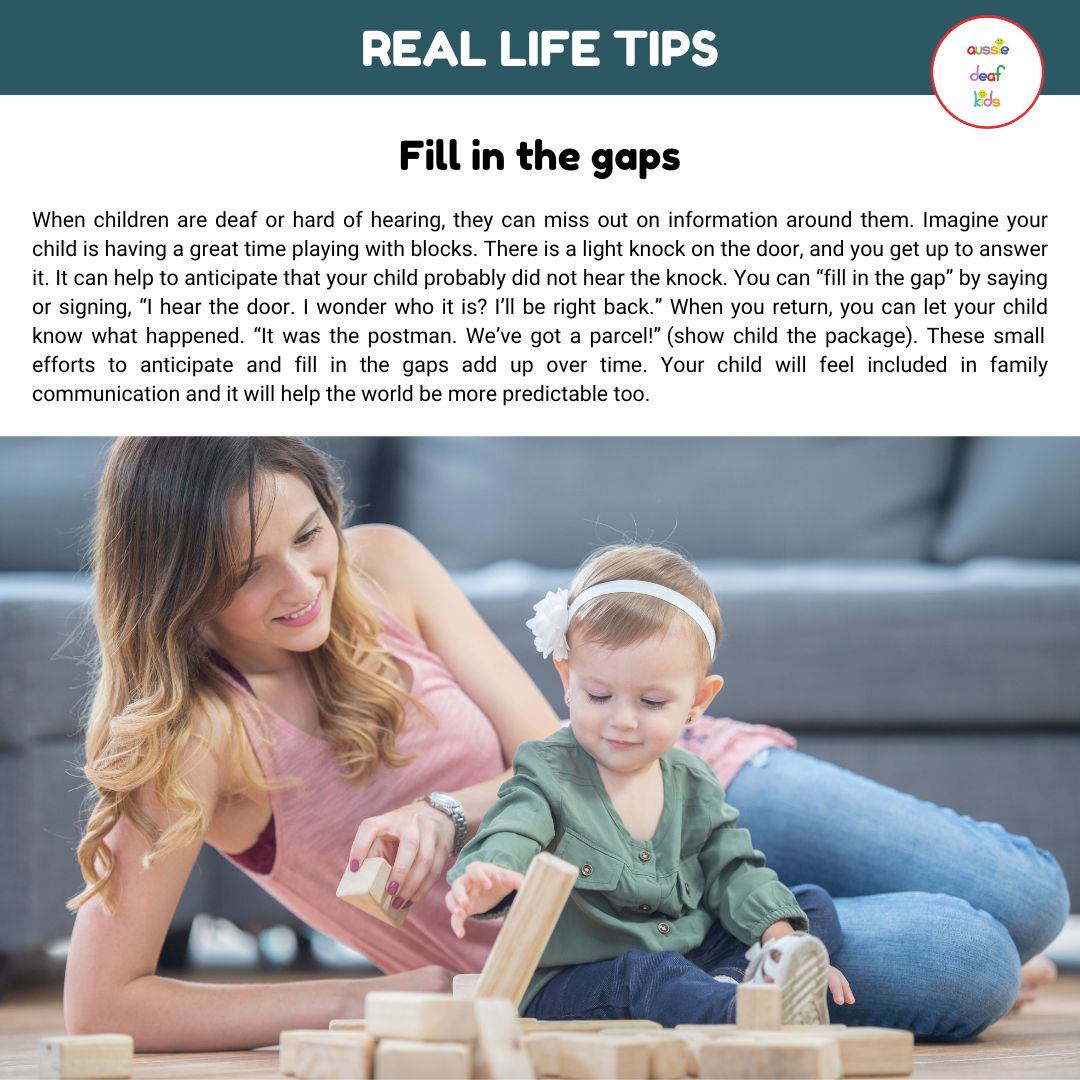 REAL LIFE TIPS
aussie
deaf
kids
Fill in the gaps
When children are deaf or hard of hearing, they can miss out on information around them. Imagine your
child is having a great time playing with blocks. There is a light knock on the door, and you get up to answer
it. It can help to anticipate that your child probably did not hear the knock. You can “fill in the gap” by saying
or signing, “I hear the door. I wonder who it is? I’ll be right back.” When you return, you can let your child
know what happened. “It was the postman. We’ve got a parcel!” (show child the package). These small
efforts to anticipate and fill in the gaps add up over time. Your child will feel included in family
communication and it will help the world be more predictable too.